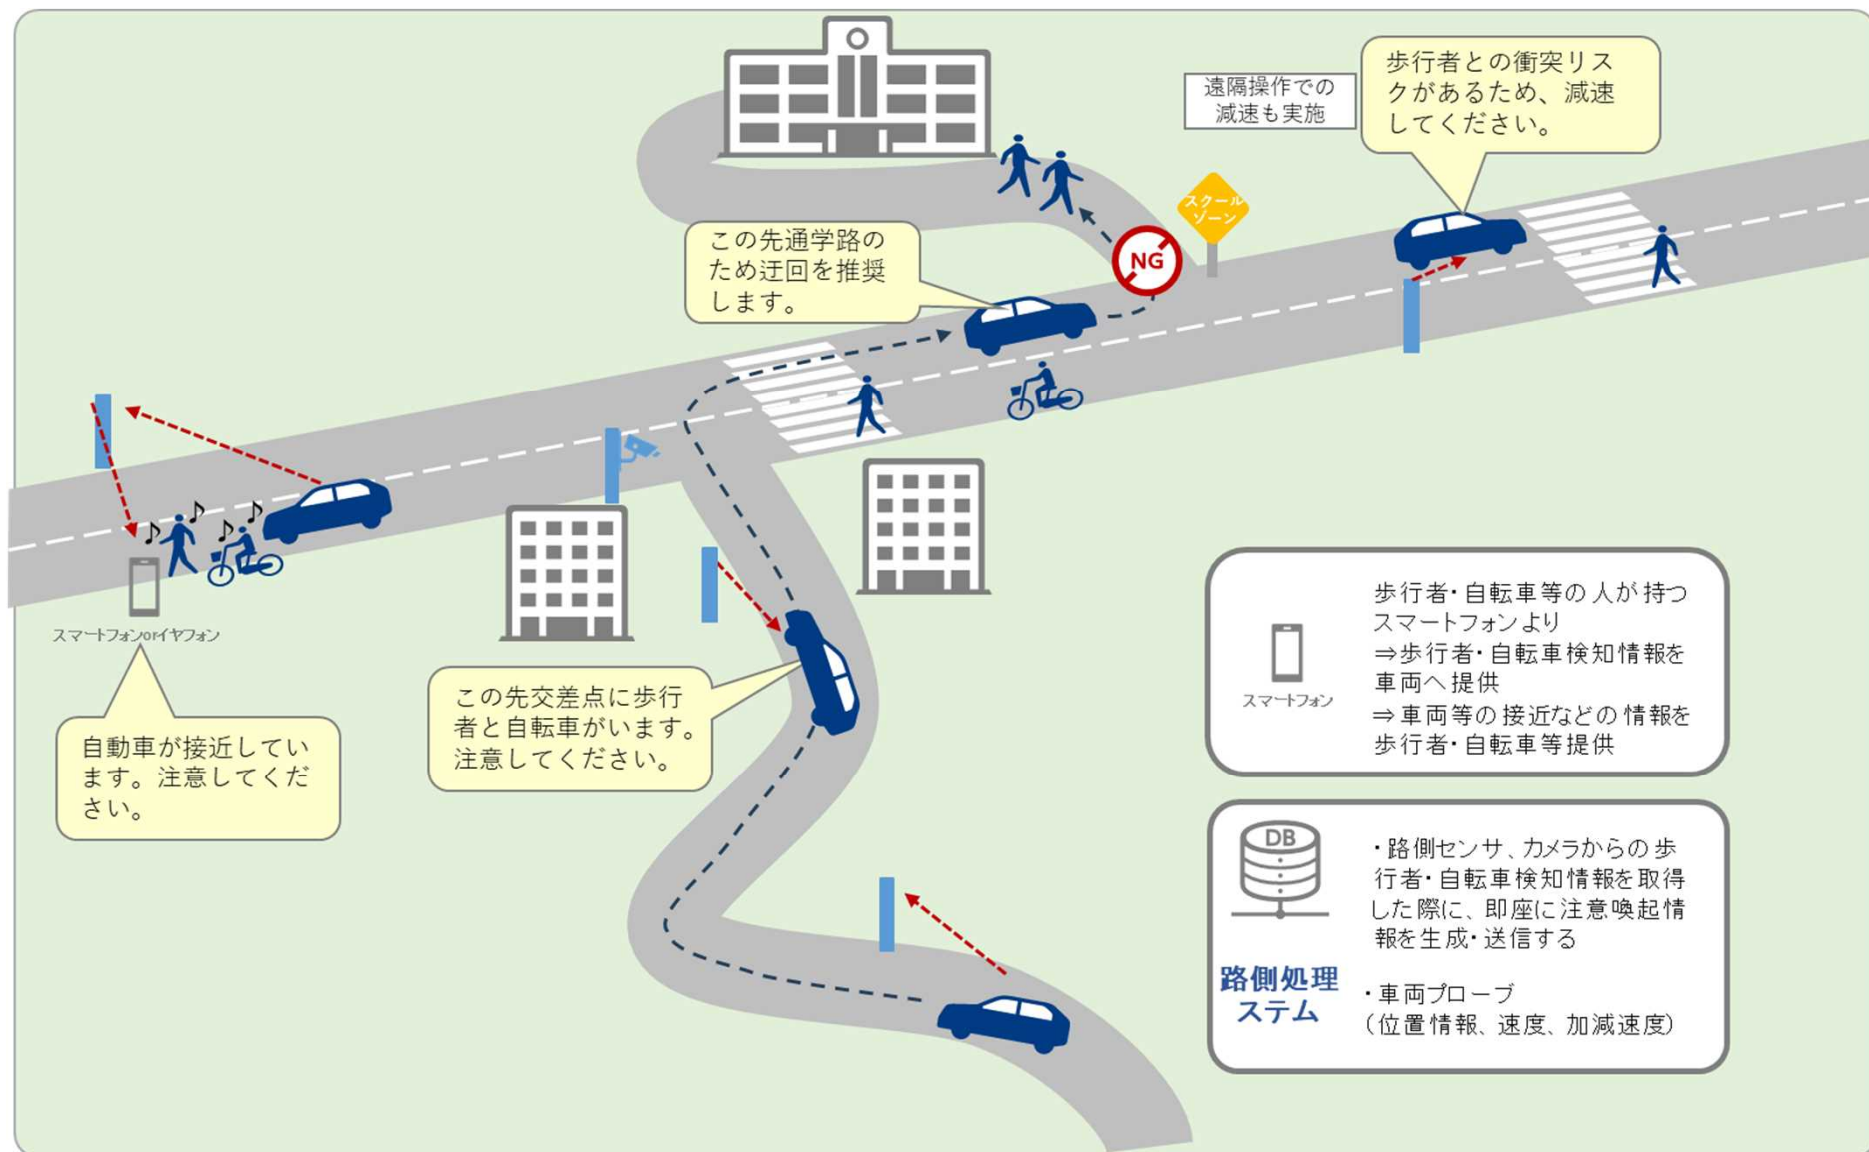 遠隔操作での
減速も実施
歩行者との衝突リス
クがあるため、減速
してください。
スクール
ゾーン
この先通学路の
ため迂回を推奨
します。
NG
スマートフォンorイヤフォン
自動車が接近してい
ます。注意してくだ
さい。
この先交差点に歩行
者と自転車がいます。
注意してください。
スマートフォン
歩行者・自転車等の人が持つ
スマートフォンより
⇒歩行者・自転車検知情報を
車両へ提供
⇒車両等の接近などの情報を
歩行者・自転車等提供
DB
路側処理
ステム
・路側センサ、カメラからの歩
行者・自転車検知情報を取得
した際に、即座に注意喚起情
報を生成・送信する
・車両プローブ
（位置情報、速度、加減速度）